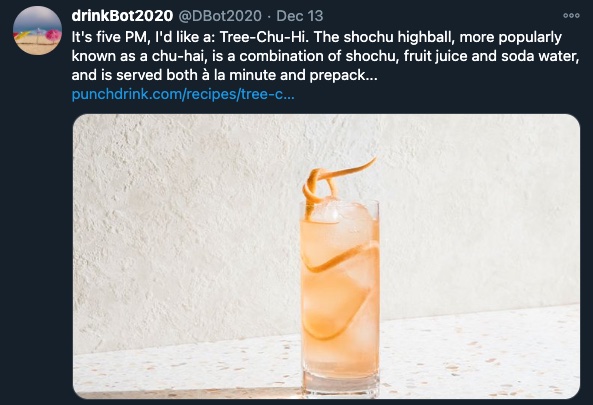 drinkBot2020 @DBot2020 · Dec 13
It's five PM, I'd like a: Tree-Chu-Hi. The shochu highball, more popularly
known as a chu-hai, is a combination of shochu, fruit juice and soda water,
and is served both à la minute and prepack...
punchdrink.com/recipes/tree-c...